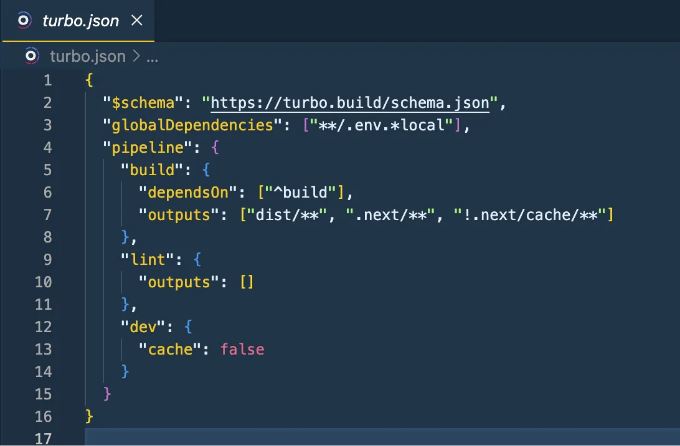 turbo.json ×
turbo.json > ...
1 {
2 "$schema": "https://turbo.build/schema.json",
3 "globalDependencies": ["**/.env.*local"],
4 "pipeline": {
5 "build": {
6 "dependsOn": ["^build"],
7 "outputs": ["dist/**", ".next/**", "!.next/cache/**"]
8 },
9 "lint": {
10 "outputs": []
11 },
12 "dev": {
13 "cache": false
14 }
15 }
16 }
17